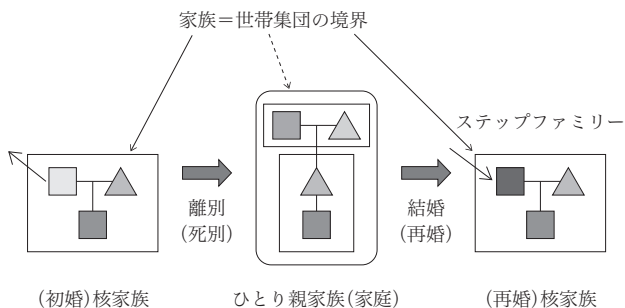 家族＝世帯集団の境界
ステップファミリー
離別
(死別)
結婚
(再婚)
(初婚)核家族
ひとり親家族(家庭)
(再婚)核家族